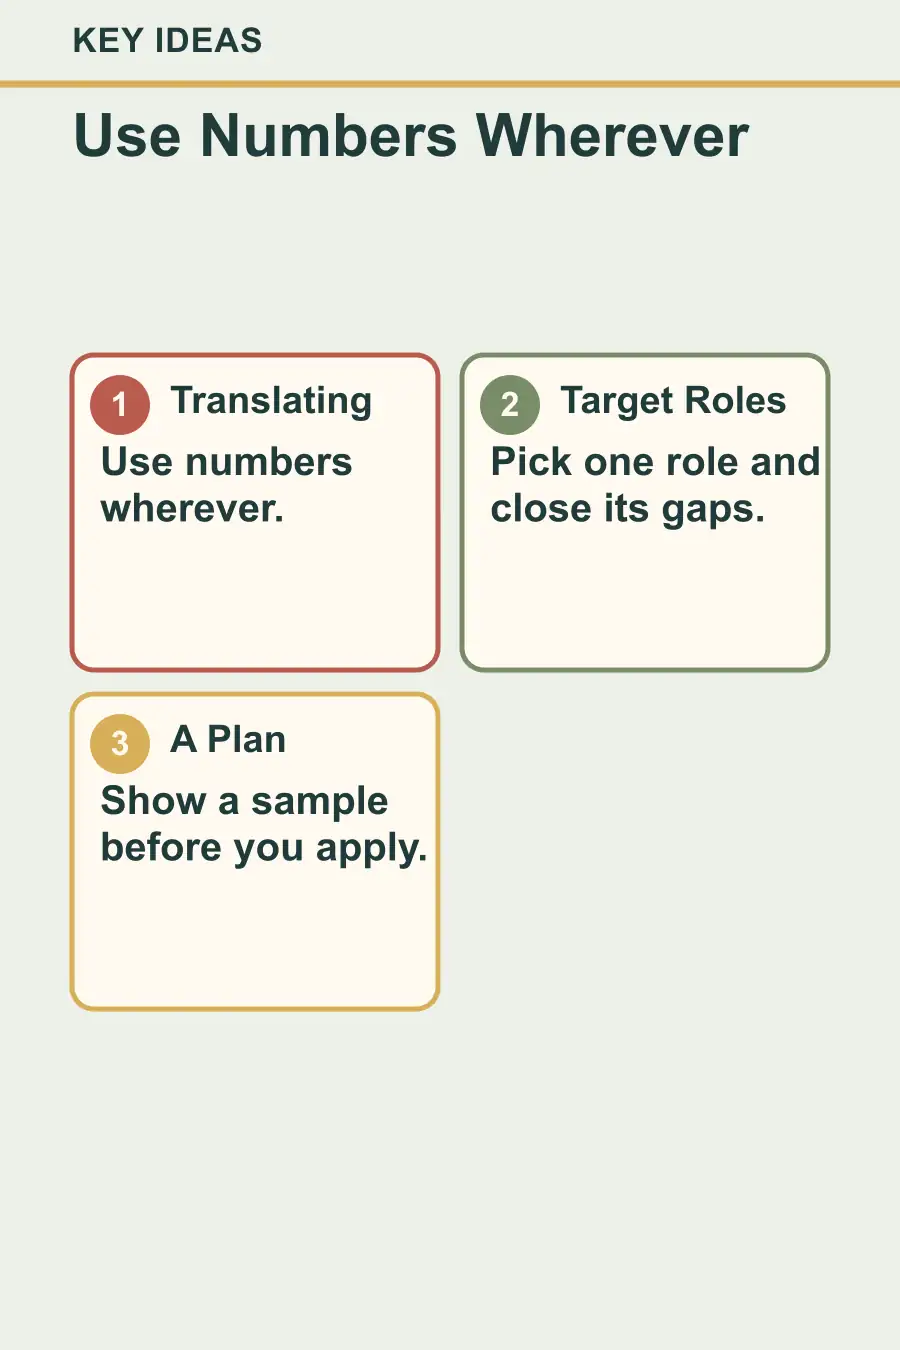 KEY IDEAS
Use Numbers Wherever
1 Translating
Use numbers
wherever.
2 Target Roles
Pick one role and
close its gaps.
3 A Plan
Show a sample
before you apply.